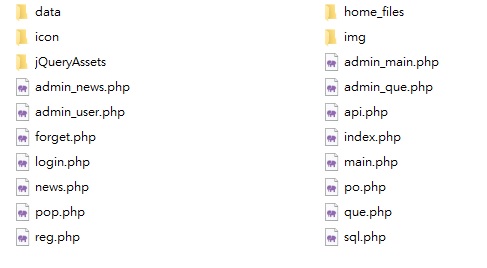 data
home_files
icon
img
jQueryAssets
admin_main.php
admin_news.php
admin_que.php
admin_user.php
api.php
forget.php
index.php
login.php
main.php
news.php
po.php
pop.php
que.php
reg.php
sql.php